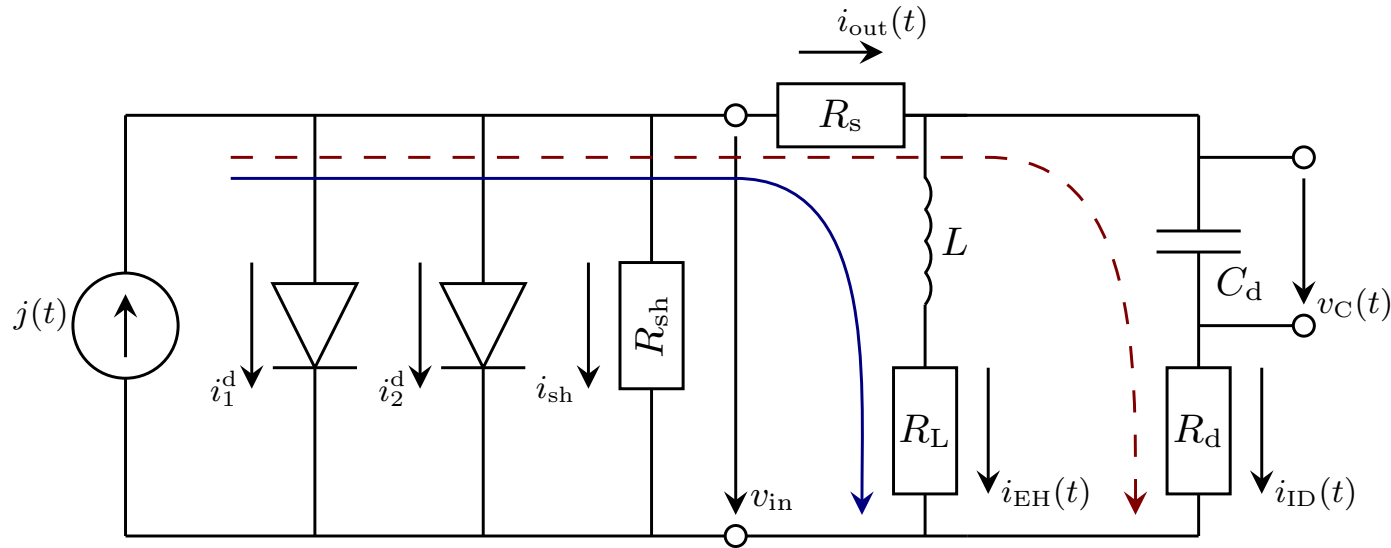 i_out(t)
R_s
L
C_d
j(t)
R_sh
v_C(t)
i_1^d
i_2^d
i_sh
R_L
R_d
v_in
i_EH(t)
i_ID(t)